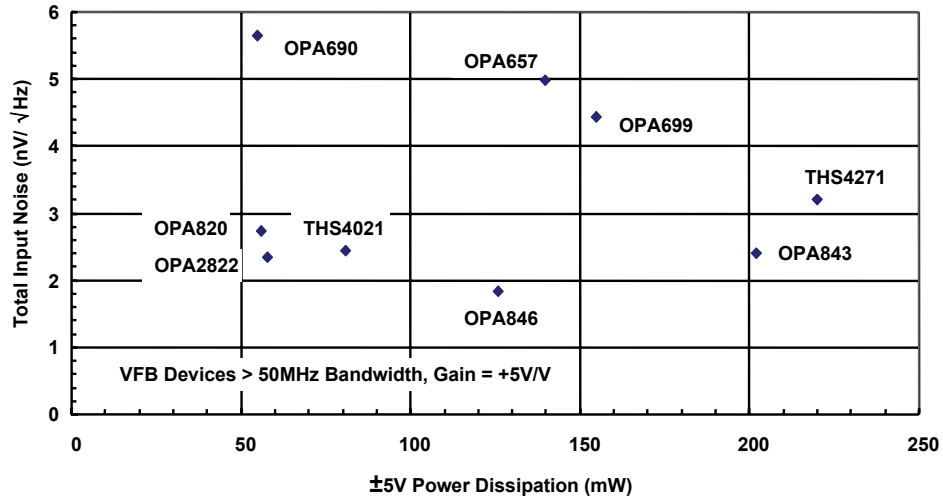 6
5
4
3
2
1
0
Total Input Noise (nV/ √Hz)
OPA690
OPA657
OPA699
THS4271
OPA820
THS4021
OPA2822
OPA843
OPA846
VFB Devices > 50MHz Bandwidth, Gain = +5V/V
0 50 100 150 200 250
±5V Power Dissipation (mW)